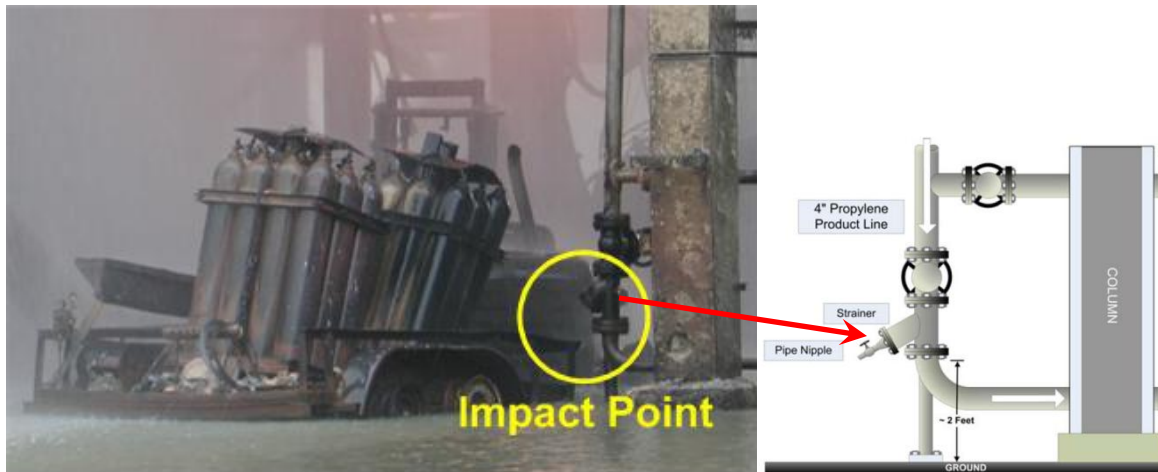 Impact Point
4" Propylene
Product Line
COLUMN
Strainer
Pipe Nipple
~ 2 Feet
GROUND